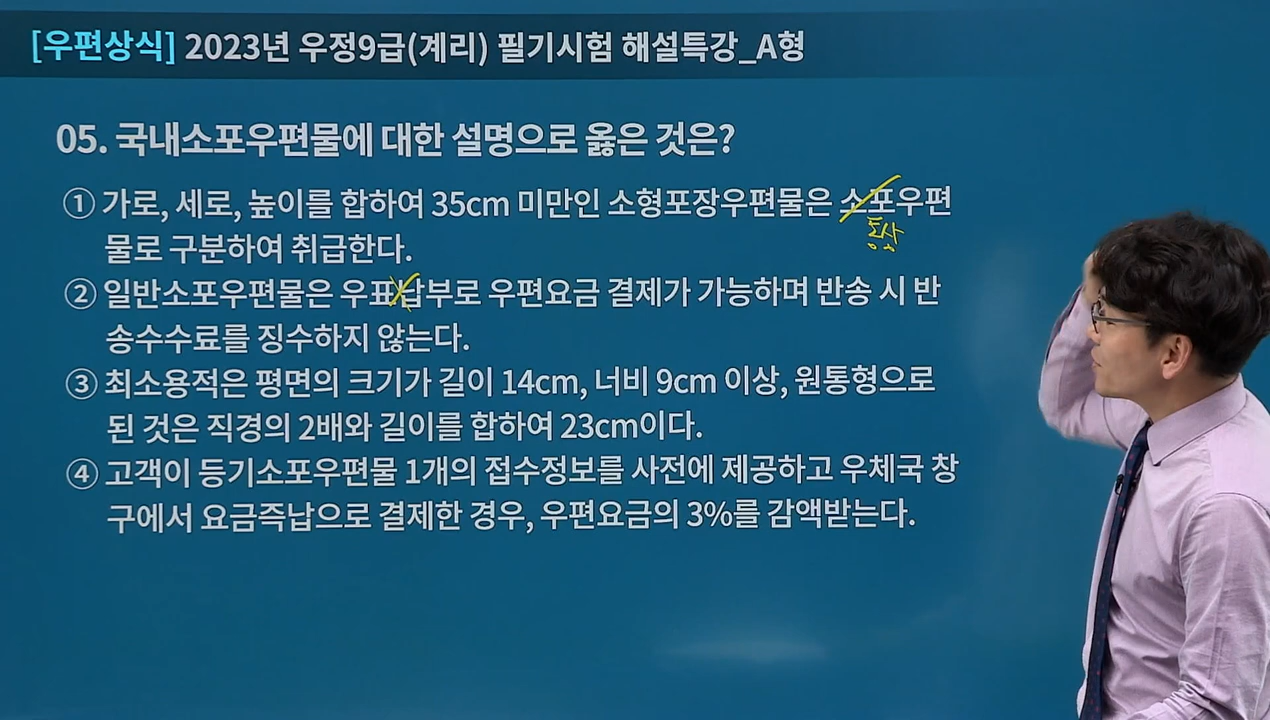 [우편상식] 2023년 우정9급(계리) 필기시험 해설특강_A형
05. 국내소포우편물에 대한 설명으로 옳은 것은?
① 가로, 세로, 높이를 합하여 35cm 미만인 소형포장우편물은 소포우편
통상
물로 구분하여 취급한다.
② 일반소포우편물은 우표납부로 우편요금 결제가 가능하며 반송 시 반
송수수료를 징수하지 않는다.
③ 최소용적은 평면의 크기가 길이 14cm, 너비 9cm 이상, 원통형으로
된 것은 직경의 2배와 길이를 합하여 23cm이다.
④ 고객이 등기소포우편물 1개의 접수정보를 사전에 제공하고 우체국 창
구에서 요금즉납으로 결제한 경우, 우편요금의 3%를 감액받는다.